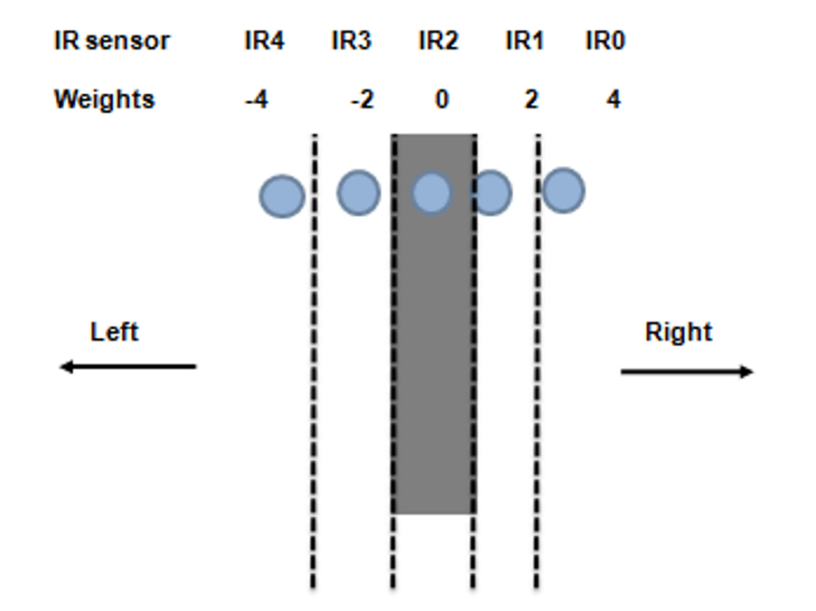 IR sensor IR4 IR3 IR2 IR1 IR0
Weights -4 -2 0 2 4
Left Right